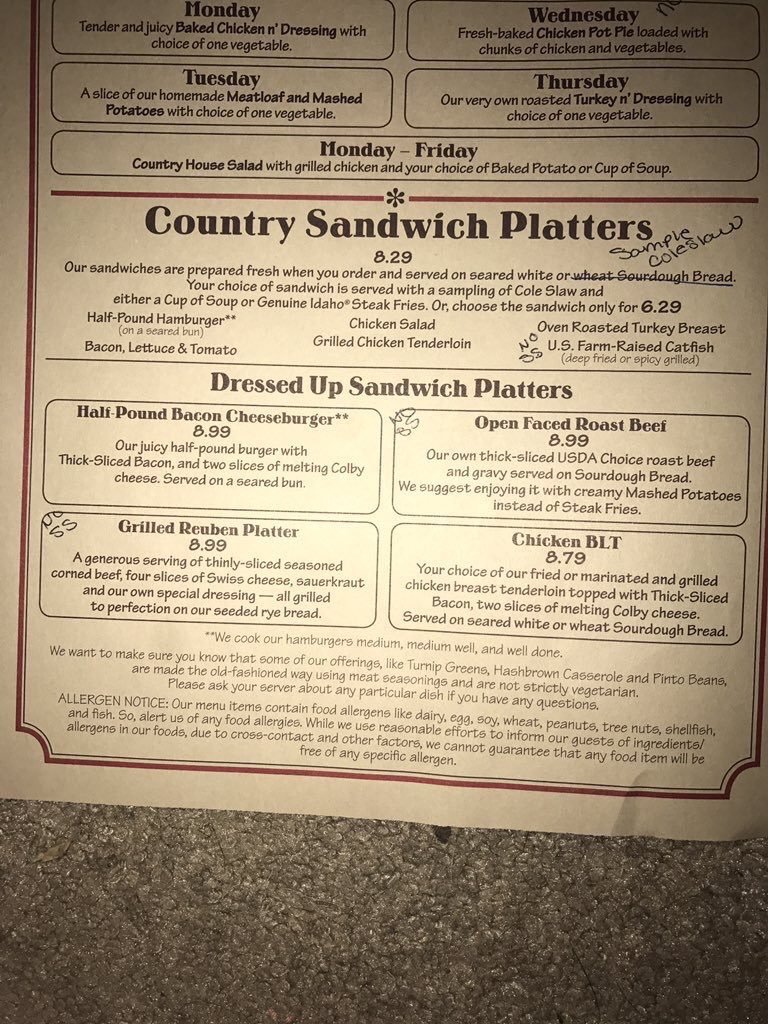 Monday
Tender and juicy Baked Chicken n' Dressing with
choice of one vegetable.
Wednesday
Fresh-baked Chicken Pot Pie loaded with
chunks of chicken and vegetables.
Tuesday
A slice of our homemade Meatloaf and Mashed
Potatoes with choice of one vegetable.
Thursday
Our very own roasted Turkey n' Dressing with
choice of one vegetable.
Monday – Friday
Country House Salad with grilled chicken and your choice of Baked Potato or Cup of Soup.
Country Sandwich Platters
Sample
Coleslaw
8.29
Our sandwiches are prepared fresh when you order and served on seared white or wheat Sourdough Bread.
Your choice of sandwich is served with a sampling of Cole Slaw and
either a Cup of Soup or Genuine Idaho® Steak Fries. Or, choose the sandwich only for 6.29
Half-Pound Hamburger**
(on a seared bun)
Bacon, Lettuce & Tomato
Chicken Salad
Grilled Chicken Tenderloin
Oven Roasted Turkey Breast
NO
SS
U.S. Farm-Raised Catfish
(deep fried or spicy grilled)
Dressed Up Sandwich Platters
Half-Pound Bacon Cheeseburger**
8.99
Our juicy half-pound burger with
Thick-Sliced Bacon, and two slices of melting Colby
cheese. Served on a seared bun.
Open Faced Roast Beef
8.99
Our own thick-sliced USDA Choice roast beef
and gravy served on Sourdough Bread.
We suggest enjoying it with creamy Mashed Potatoes
instead of Steak Fries.
NO
SS
Grilled Reuben Platter
8.99
A generous serving of thinly-sliced seasoned
corned beef, four slices of Swiss cheese, sauerkraut
and our own special dressing — all grilled
to perfection on our seeded rye bread.
Chicken BLT
8.79
Your choice of our fried or marinated and grilled
chicken breast tenderloin topped with Thick-Sliced
Bacon, two slices of melting Colby cheese.
Served on seared white or wheat Sourdough Bread.
**We cook our hamburgers medium, medium well, and well done.
We want to make sure you know that some of our offerings, like Turnip Greens, Hashbrown Casserole and Pinto Beans,
are made the old-fashioned way using meat seasonings and are not strictly vegetarian.
Please ask your server about any particular dish if you have any questions.
ALLERGEN NOTICE: Our menu items contain food allergens like dairy, egg, soy, wheat, peanuts, tree nuts, shellfish,
and fish. So, alert us of any food allergies. While we use reasonable efforts to inform our guests of ingredients/
allergens in our foods, due to cross-contact and other factors, we cannot guarantee that any food item will be
free of any specific allergen.